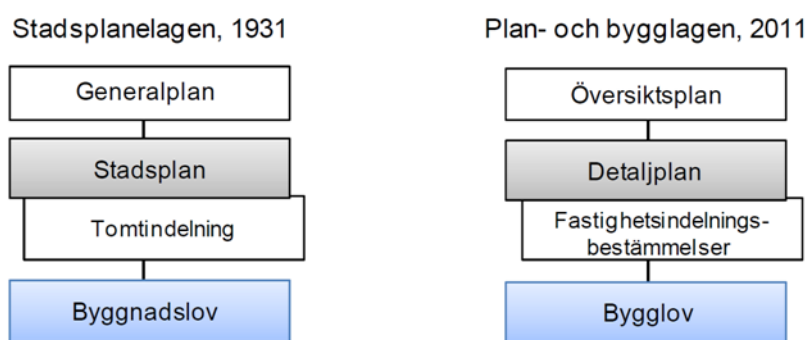 Stadsplanelagen, 1931
Generalplan
Stadsplan
Tomtindelning
Byggnadslov
Plan- och bygglagen, 2011
Översiktsplan
Detaljplan
Fastighetsindelnings-
bestämmelser
Bygglov